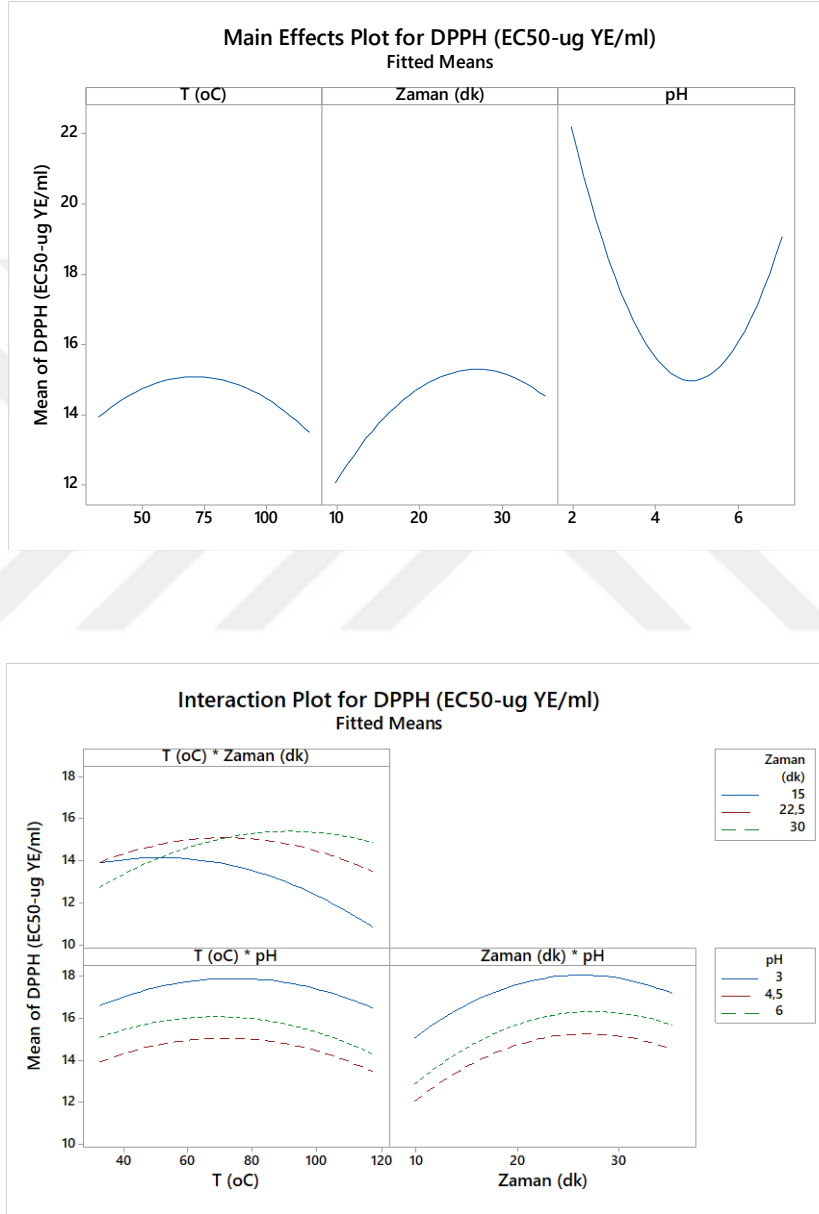 Main Effects Plot for DPPH (EC50-ug YE/ml)
Fitted Means
T (oC) Zaman (dk) pH
Mean of DPPH (EC50-ug YE/ml)
22
20
18
16
14
12
50 75 100 10 20 30 2 4 6
Interaction Plot for DPPH (EC50-ug YE/ml)
Fitted Means
T (oC) * Zaman (dk)
Mean of DPPH (EC50-ug YE/ml)
18
16
14
12
10
Zaman
(dk)
15
22,5
30
T (oC) * pH Zaman (dk) * pH
18
16
14
12
10
pH
3
4,5
6
40 60 80 100 120 10 20 30
T (oC) Zaman (dk)